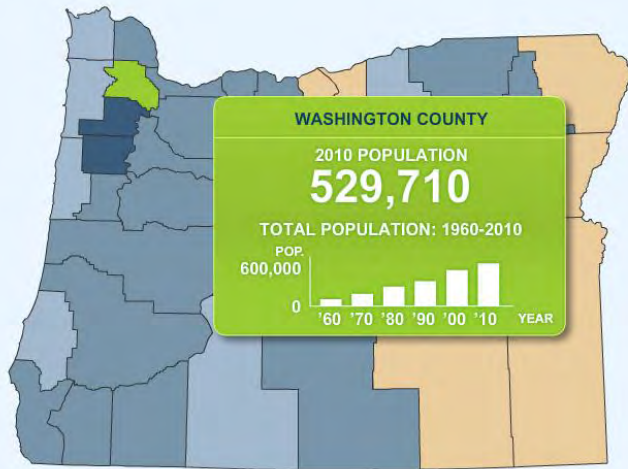 WASHINGTON COUNTY
2010 POPULATION
529,710
TOTAL POPULATION: 1960-2010
POP.
600,000
0
'60 '70 '80 '90 '00 '10 YEAR